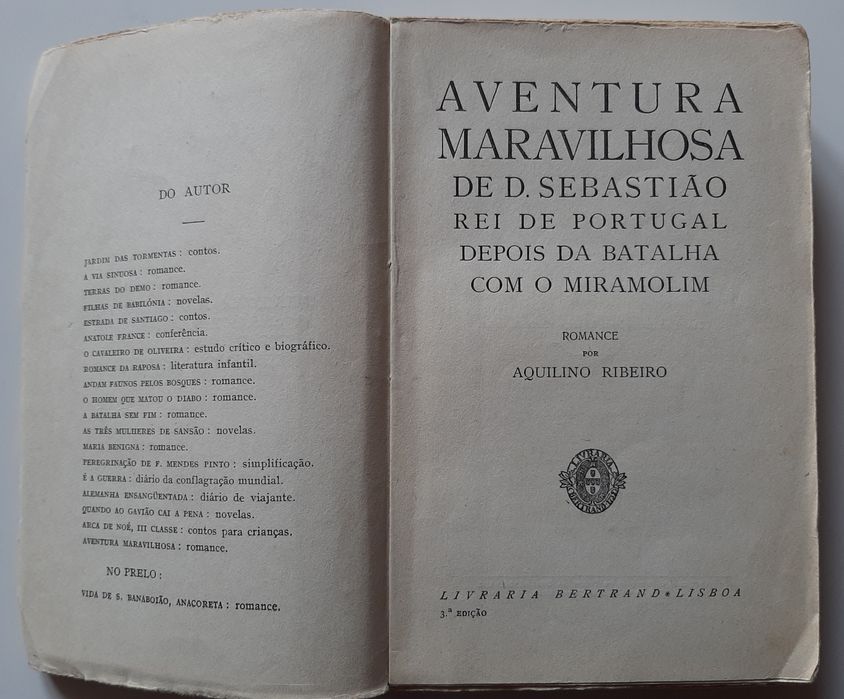 DO AUTOR
JARDIM DAS TORMENTAS : contos.
A VIA SINUOSA : romance.
TERRAS DO DEMO : romance.
FILHAS DE BABILÓNIA : novelas.
ESTRADA DE SANTIAGO : contos.
ANATOLE FRANCE : conferência.
O CAVALEIRO DE OLIVEIRA : estudo crítico e biográfico.
ROMANCE DA RAPOSA : literatura infantil.
ANDAM FAUNOS PELOS BOSQUES : romance.
O HOMEM QUE MATOU O DIABO : romance.
A BATALHA SEM FIM : romance.
AS TRÊS MULHERES DE SANSÃO : novelas.
MARIA BENIGNA : romance.
PEREGRINAÇÃO DE F. MENDES PINTO : simplificação.
É A GUERRA : diário da conflagração mundial.
ALEMANHA ENSANGÜENTADA : diário de viajante.
QUANDO AO GAVIÃO CAI A PENA : novelas.
ARCA DE NOÉ, III CLASSE : contos para crianças.
AVENTURA MARAVILHOSA : romance.
NO PRELO :
VIDA DE S. BANABOIÃO, ANACORETA : romance.
AVENTURA
MARAVILHOSA
DE D. SEBASTIÃO
REI DE PORTUGAL
DEPOIS DA BATALHA
COM O MIRAMOLIM
ROMANCE
POR
AQUILINO RIBEIRO
LIVRARIA
BERTRAND
LIVRARIA BERTRAND * LISBOA
3.ª EDIÇÃO